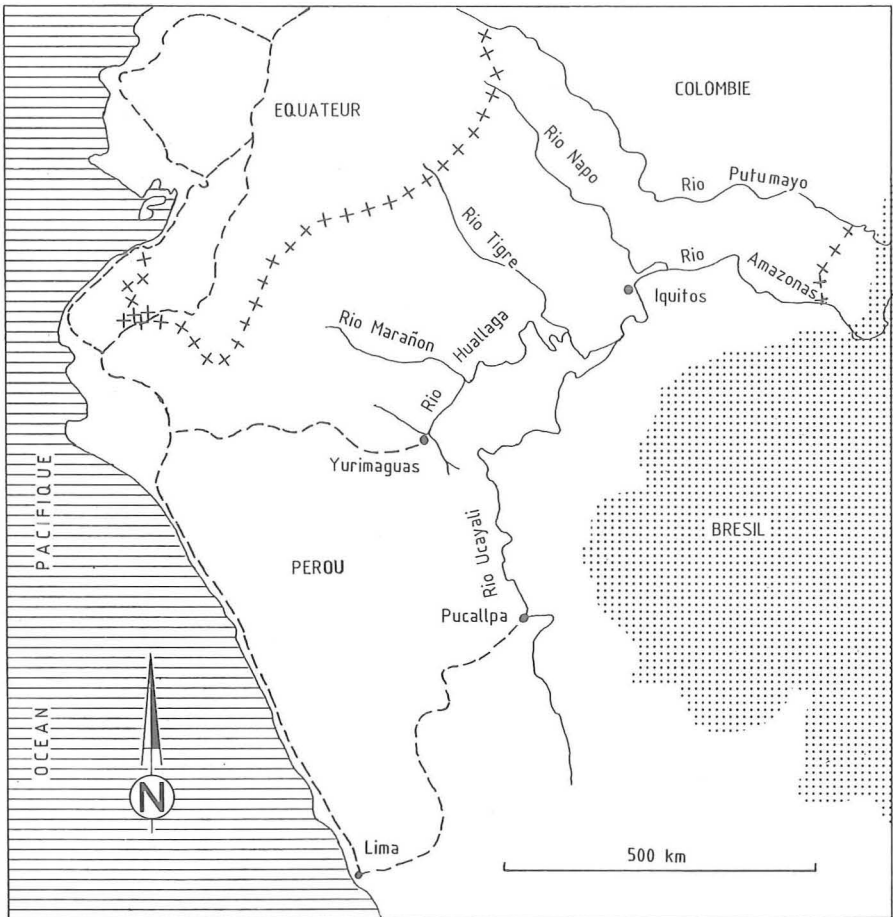 COLOMBIE
EQUATEUR
Rio Napo
Rio Putumayo
Rio Tigre
Rio Amazonas
Iquitos
Rio Marañon
Rio Huallaga
Yurimaguas
OCEAN PACIFIQUE
BRESIL
Rio Ucayali
PEROU
Pucallpa
N
Lima
500 km